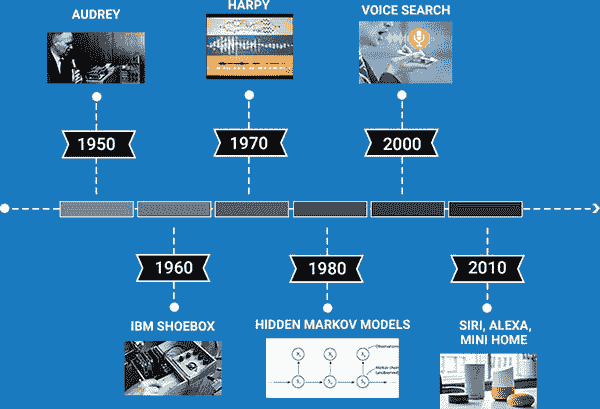 AUDREY
HARPY
VOICE SEARCH
1950
1970
2000
1960
1980
2010
IBM SHOEBOX
HIDDEN MARKOV MODELS
SIRI, ALEXA,
MINI HOME